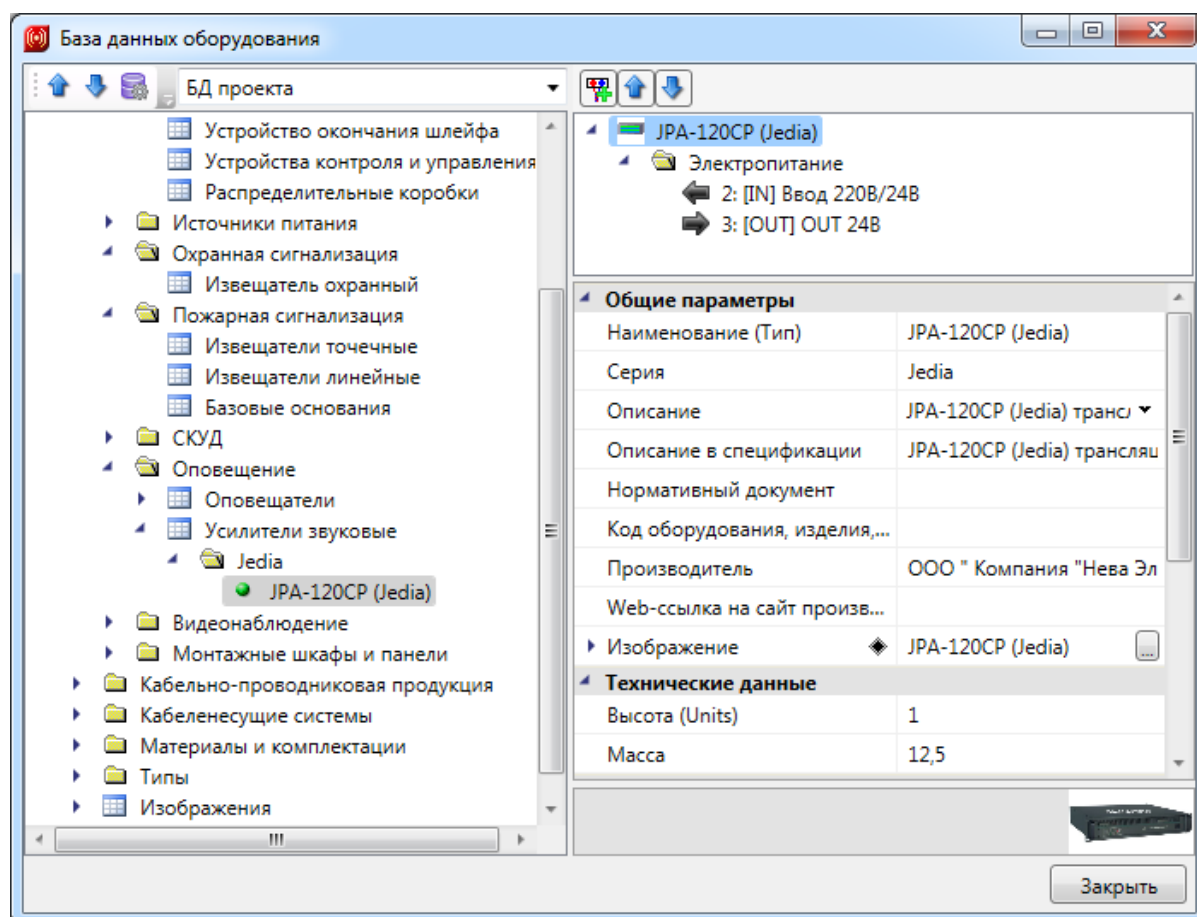 База данных оборудования
БД проекта
Устройство окончания шлейфа
Устройства контроля и управления
Распределительные коробки
Источники питания
Охранная сигнализация
Извещатель охранный
Пожарная сигнализация
Извещатели точечные
Извещатели линейные
Базовые основания
СКУД
Оповещение
Оповещатели
Усилители звуковые
Jedia
JPA-120CP (Jedia)
Видеонаблюдение
Монтажные шкафы и панели
Кабельно-проводниковая продукция
Кабеленесущие системы
Материалы и комплектации
Типы
Изображения
JPA-120CP (Jedia)
Электропитание
2: [IN] Ввод 220В/24В
3: [OUT] OUT 24В
Общие параметры
Наименование (Тип) JPA-120CP (Jedia)
Серия Jedia
Описание JPA-120CP (Jedia) трансл
Описание в спецификации JPA-120CP (Jedia) трансляц
Нормативный документ
Код оборудования, изделия,...
Производитель ООО " Компания "Нева Эл
Web-ссылка на сайт произв...
Изображение JPA-120CP (Jedia) ...
Технические данные
Высота (Units) 1
Масса 12,5
Закрыть